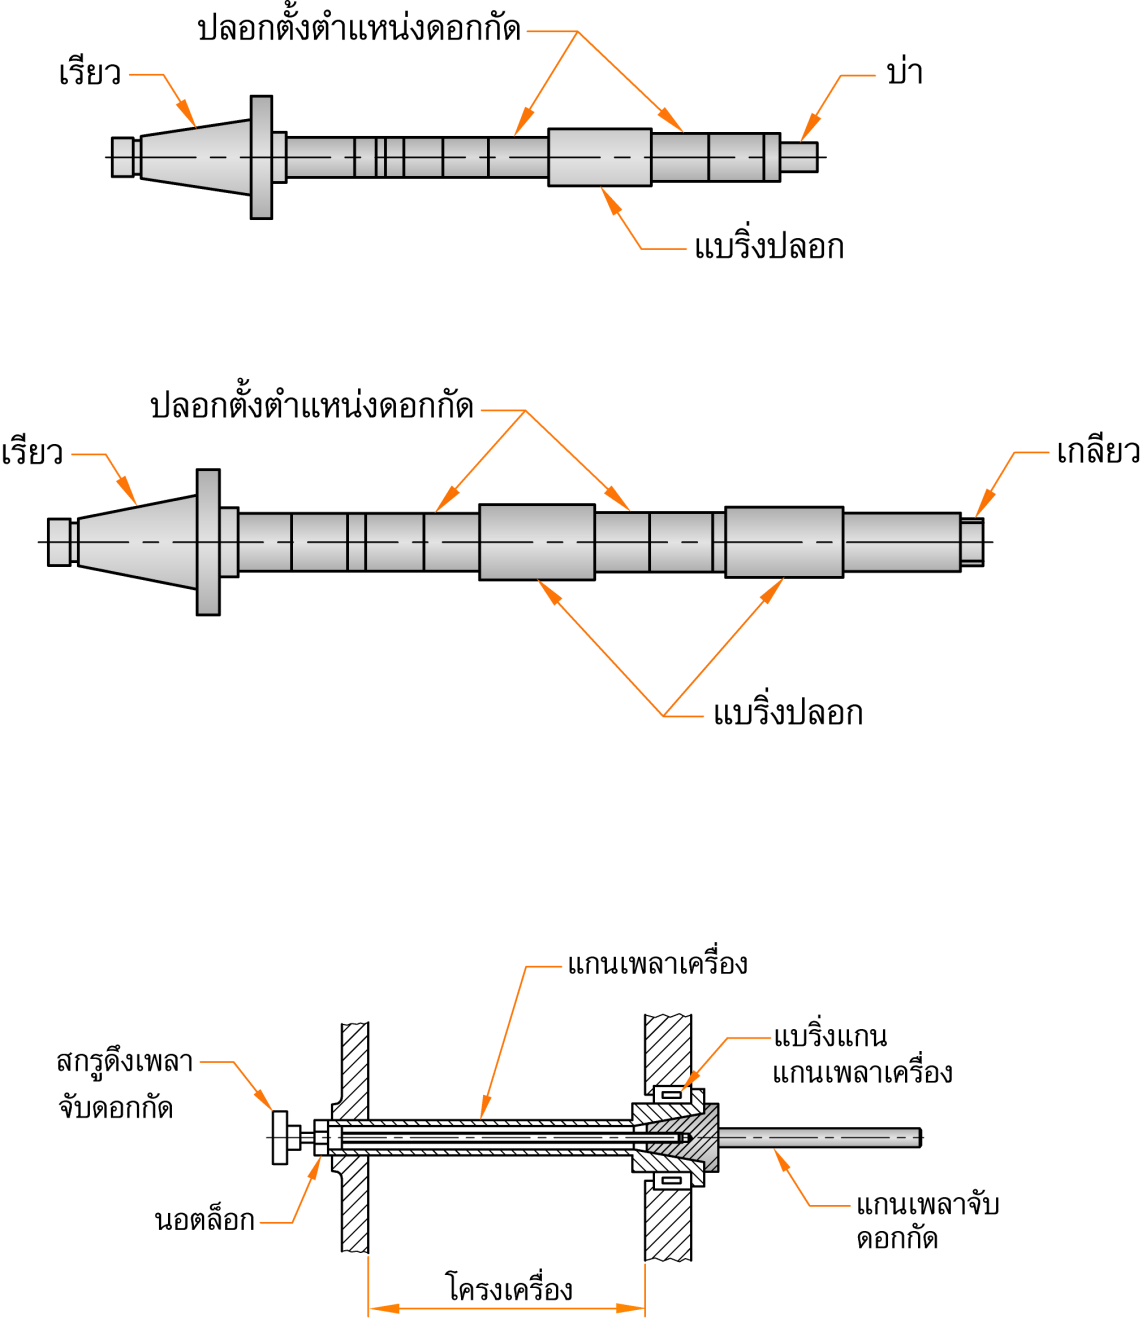 ปลอกตั้งตำแหน่งดอกกัด
เรียว
บ่า
แบริ่งปลอก
ปลอกตั้งตำแหน่งดอกกัด
เรียว
เกลียว
แบริ่งปลอก
แกนเพลาเครื่อง
แบริ่งแกน
แกนเพลาเครื่อง
สกรูดึงเพลา
จับดอกกัด
นอตล็อก
แกนเพลาจับ
ดอกกัด
โครงเครื่อง